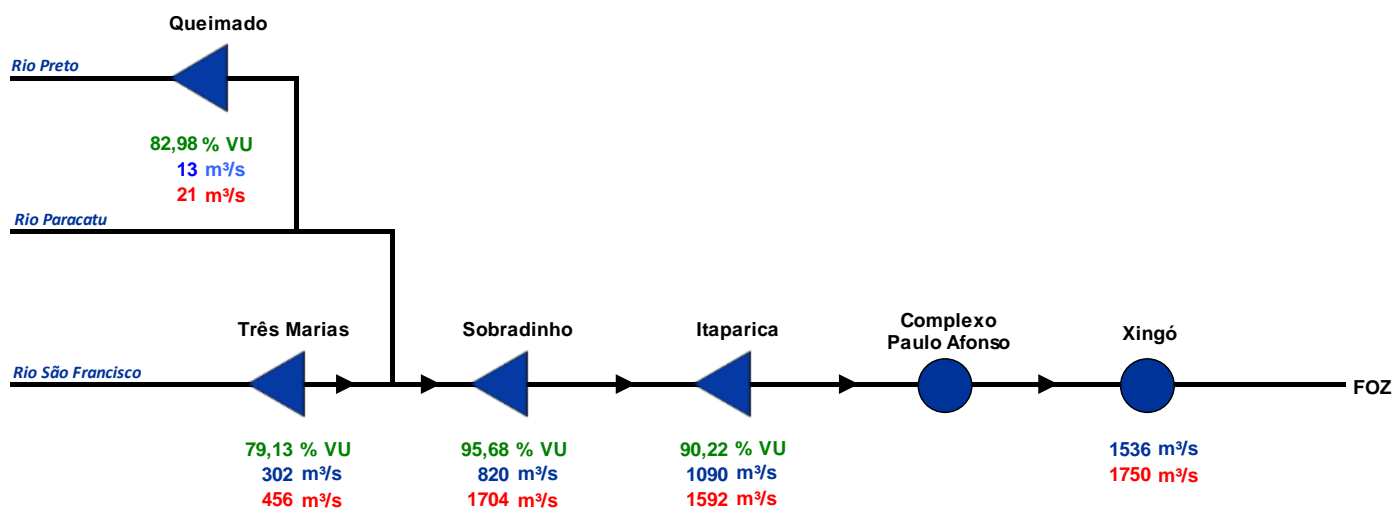 Queimado
Rio Preto
82,98 % VU
13 m³/s
21 m³/s
Rio Paracatu
Três Marias
Sobradinho
Itaparica
Complexo
Paulo Afonso
Xingó
Rio São Francisco
FOZ
79,13 % VU
302 m³/s
456 m³/s
95,68 % VU
820 m³/s
1704 m³/s
90,22 % VU
1090 m³/s
1592 m³/s
1536 m³/s
1750 m³/s